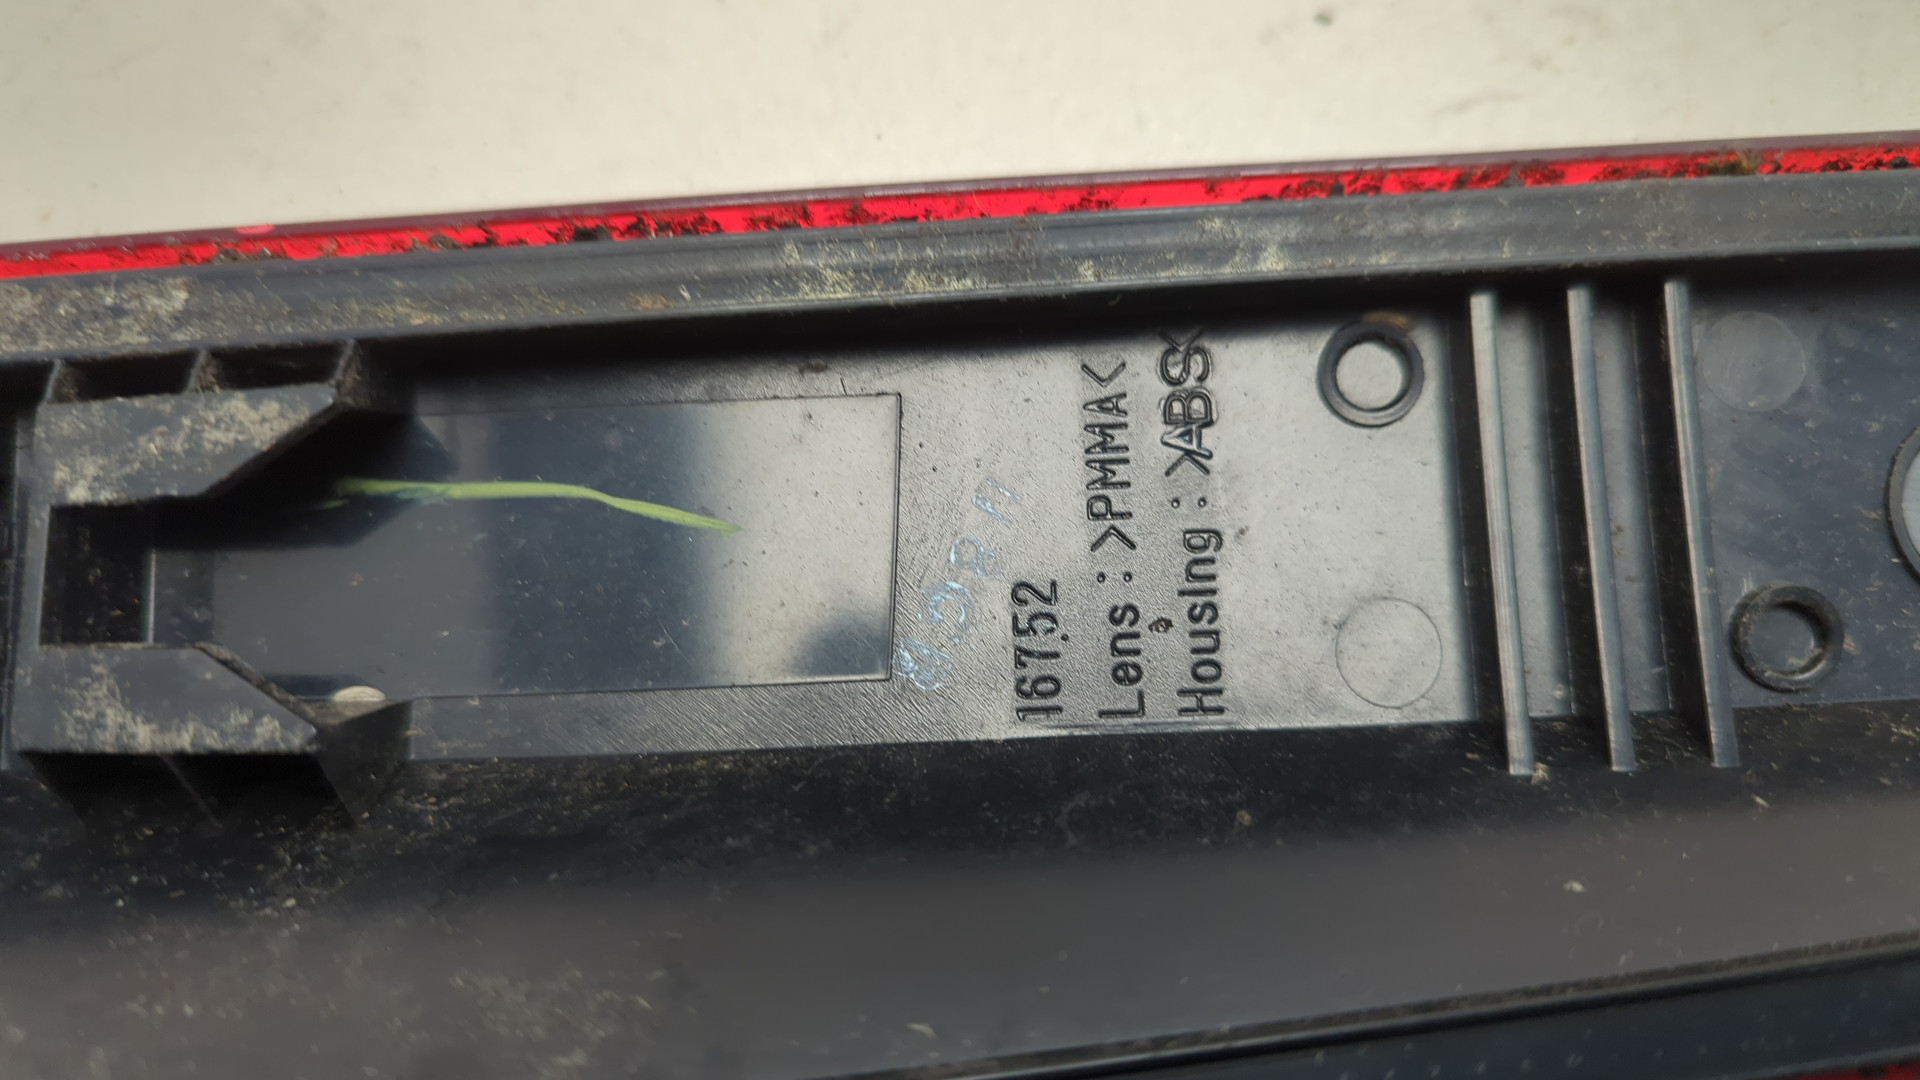 16752
Lens : >PMMA<
Housing : >ABS<